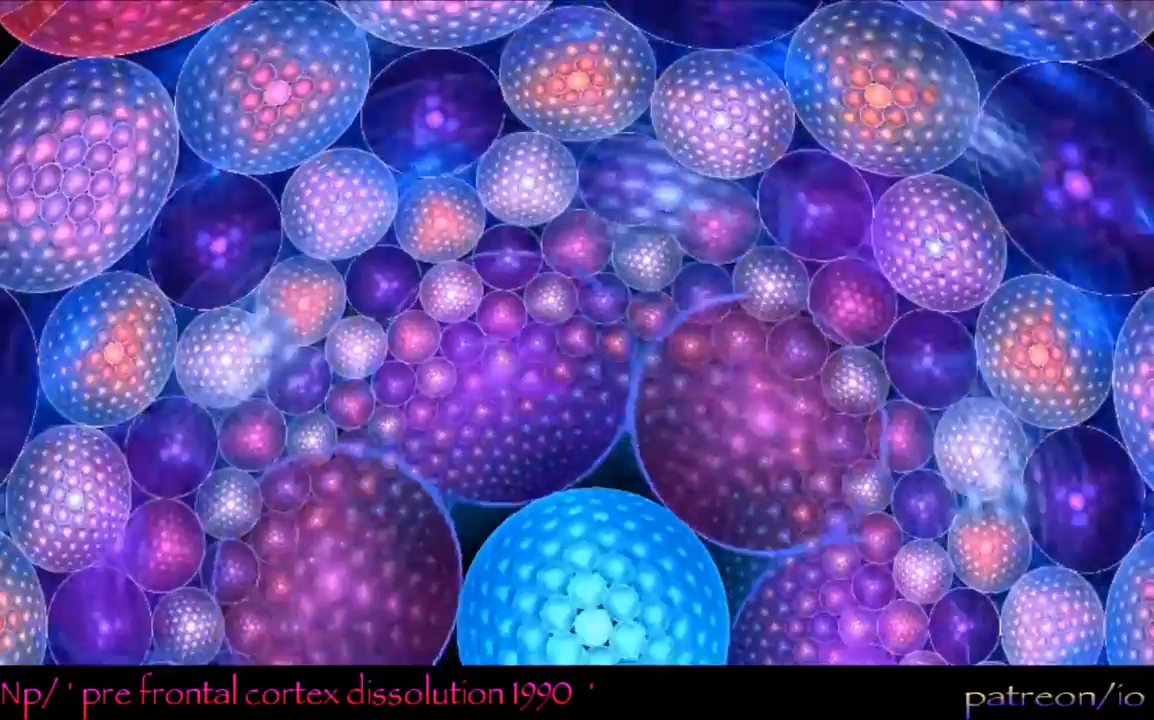 Np/ ' pre frontal cortex dissolution 1990 '
patreon/io